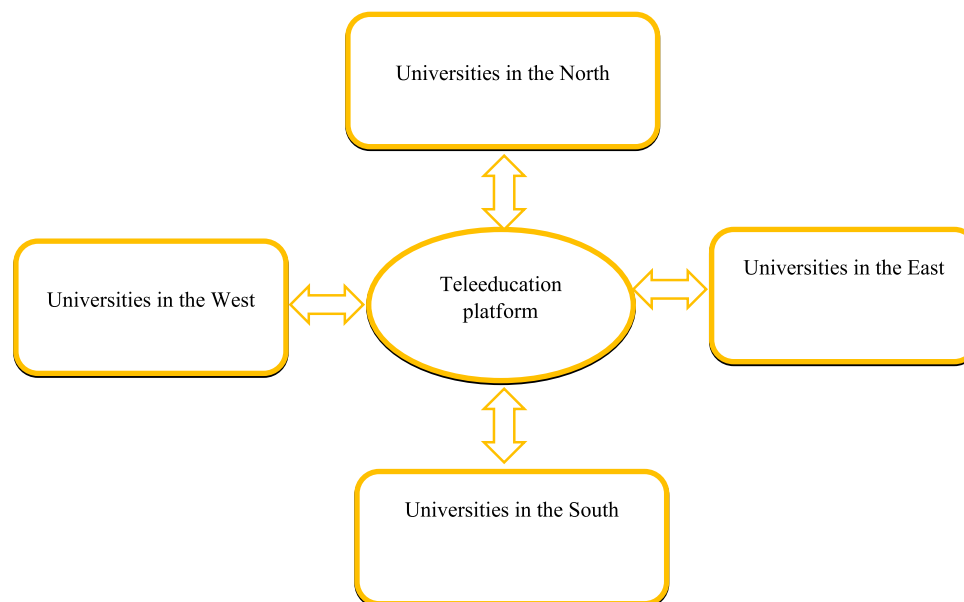 Universities in the North
Universities in the West
Teleeducation
platform
Universities in the East
Universities in the South